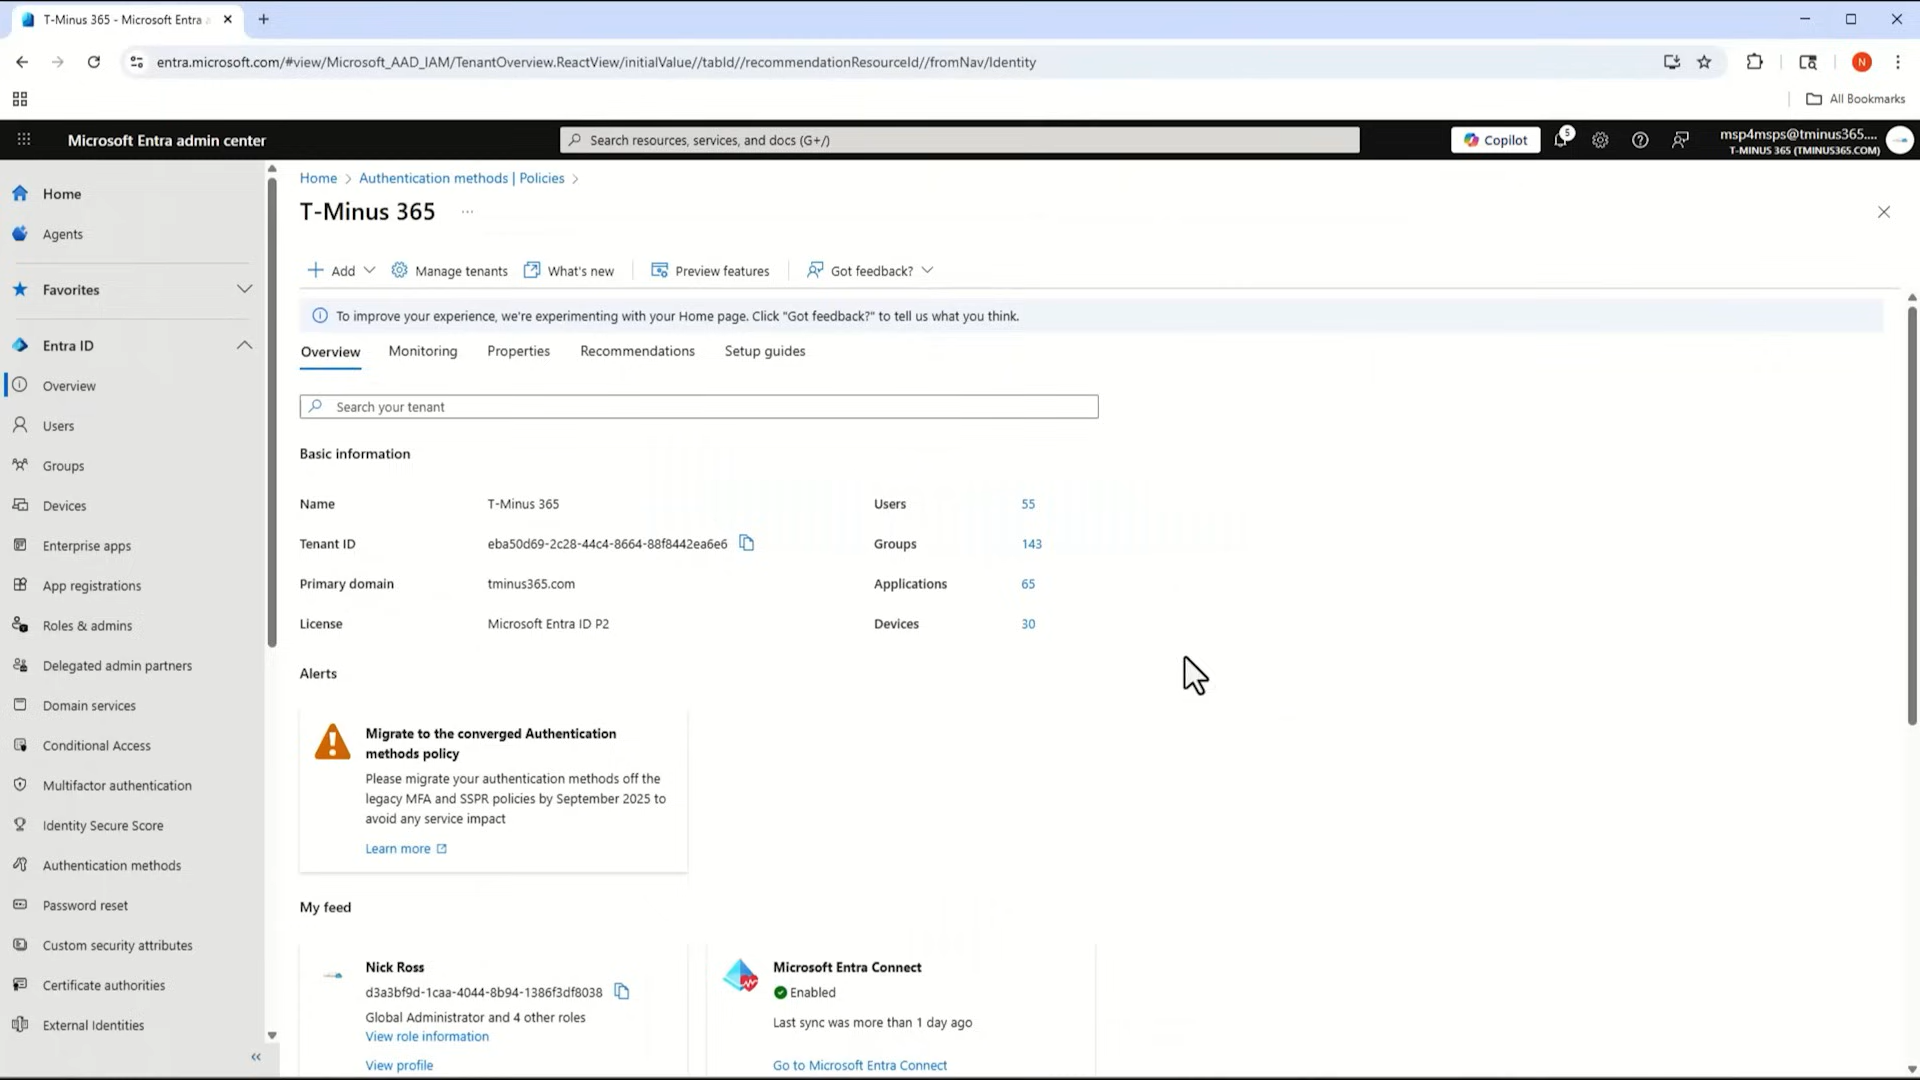 T-Minus 365 - Microsoft Entra a
entra.microsoft.com/#view/Microsoft_AAD_IAM/TenantOverview.ReactView/initialValue//tabId//recommendationResourceId//fromNav/Identity
N
All Bookmarks
Microsoft Entra admin center
Search resources, services, and docs (G+/)
Copilot
5
msp4msps@tminus365....
T-MINUS 365 (TMINUS365.COM)
Home
Agents
Favorites
Entra ID
Overview
Users
Groups
Devices
Enterprise apps
App registrations
Roles & admins
Delegated admin partners
Domain services
Conditional Access
Multifactor authentication
Identity Secure Score
Authentication methods
Password reset
Custom security attributes
Certificate authorities
External Identities
Home > Authentication methods | Policies >
T-Minus 365 ...
Add
Manage tenants
What's new
Preview features
Got feedback?
To improve your experience, we're experimenting with your Home page. Click "Got feedback?" to tell us what you think.
Overview
Monitoring
Properties
Recommendations
Setup guides
Search your tenant
Basic information
Name T-Minus 365 Users 55
Tenant ID eba50d69-2c28-44c4-8664-88f8442ea6e6 Groups 143
Primary domain tminus365.com Applications 65
License Microsoft Entra ID P2 Devices 30
Alerts
Migrate to the converged Authentication
methods policy
Please migrate your authentication methods off the
legacy MFA and SSPR policies by September 2025 to
avoid any service impact
Learn more
My feed
Nick Ross
d3a3bf9d-1caa-4044-8b94-1386f3df8038
Global Administrator and 4 other roles
View role information
View profile
Microsoft Entra Connect
Enabled
Last sync was more than 1 day ago
Go to Microsoft Entra Connect